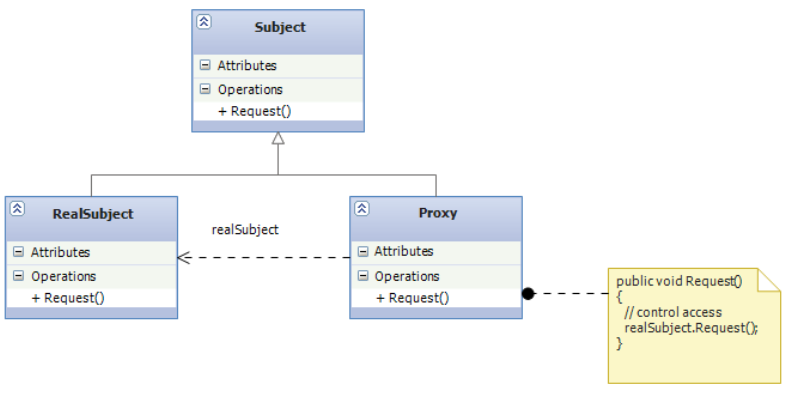 Subject
Attributes
Operations
+ Request()
RealSubject
Attributes
Operations
+ Request()
realSubject
Proxy
Attributes
Operations
+ Request()
public void Request()
{
// control access
realSubject.Request();
}